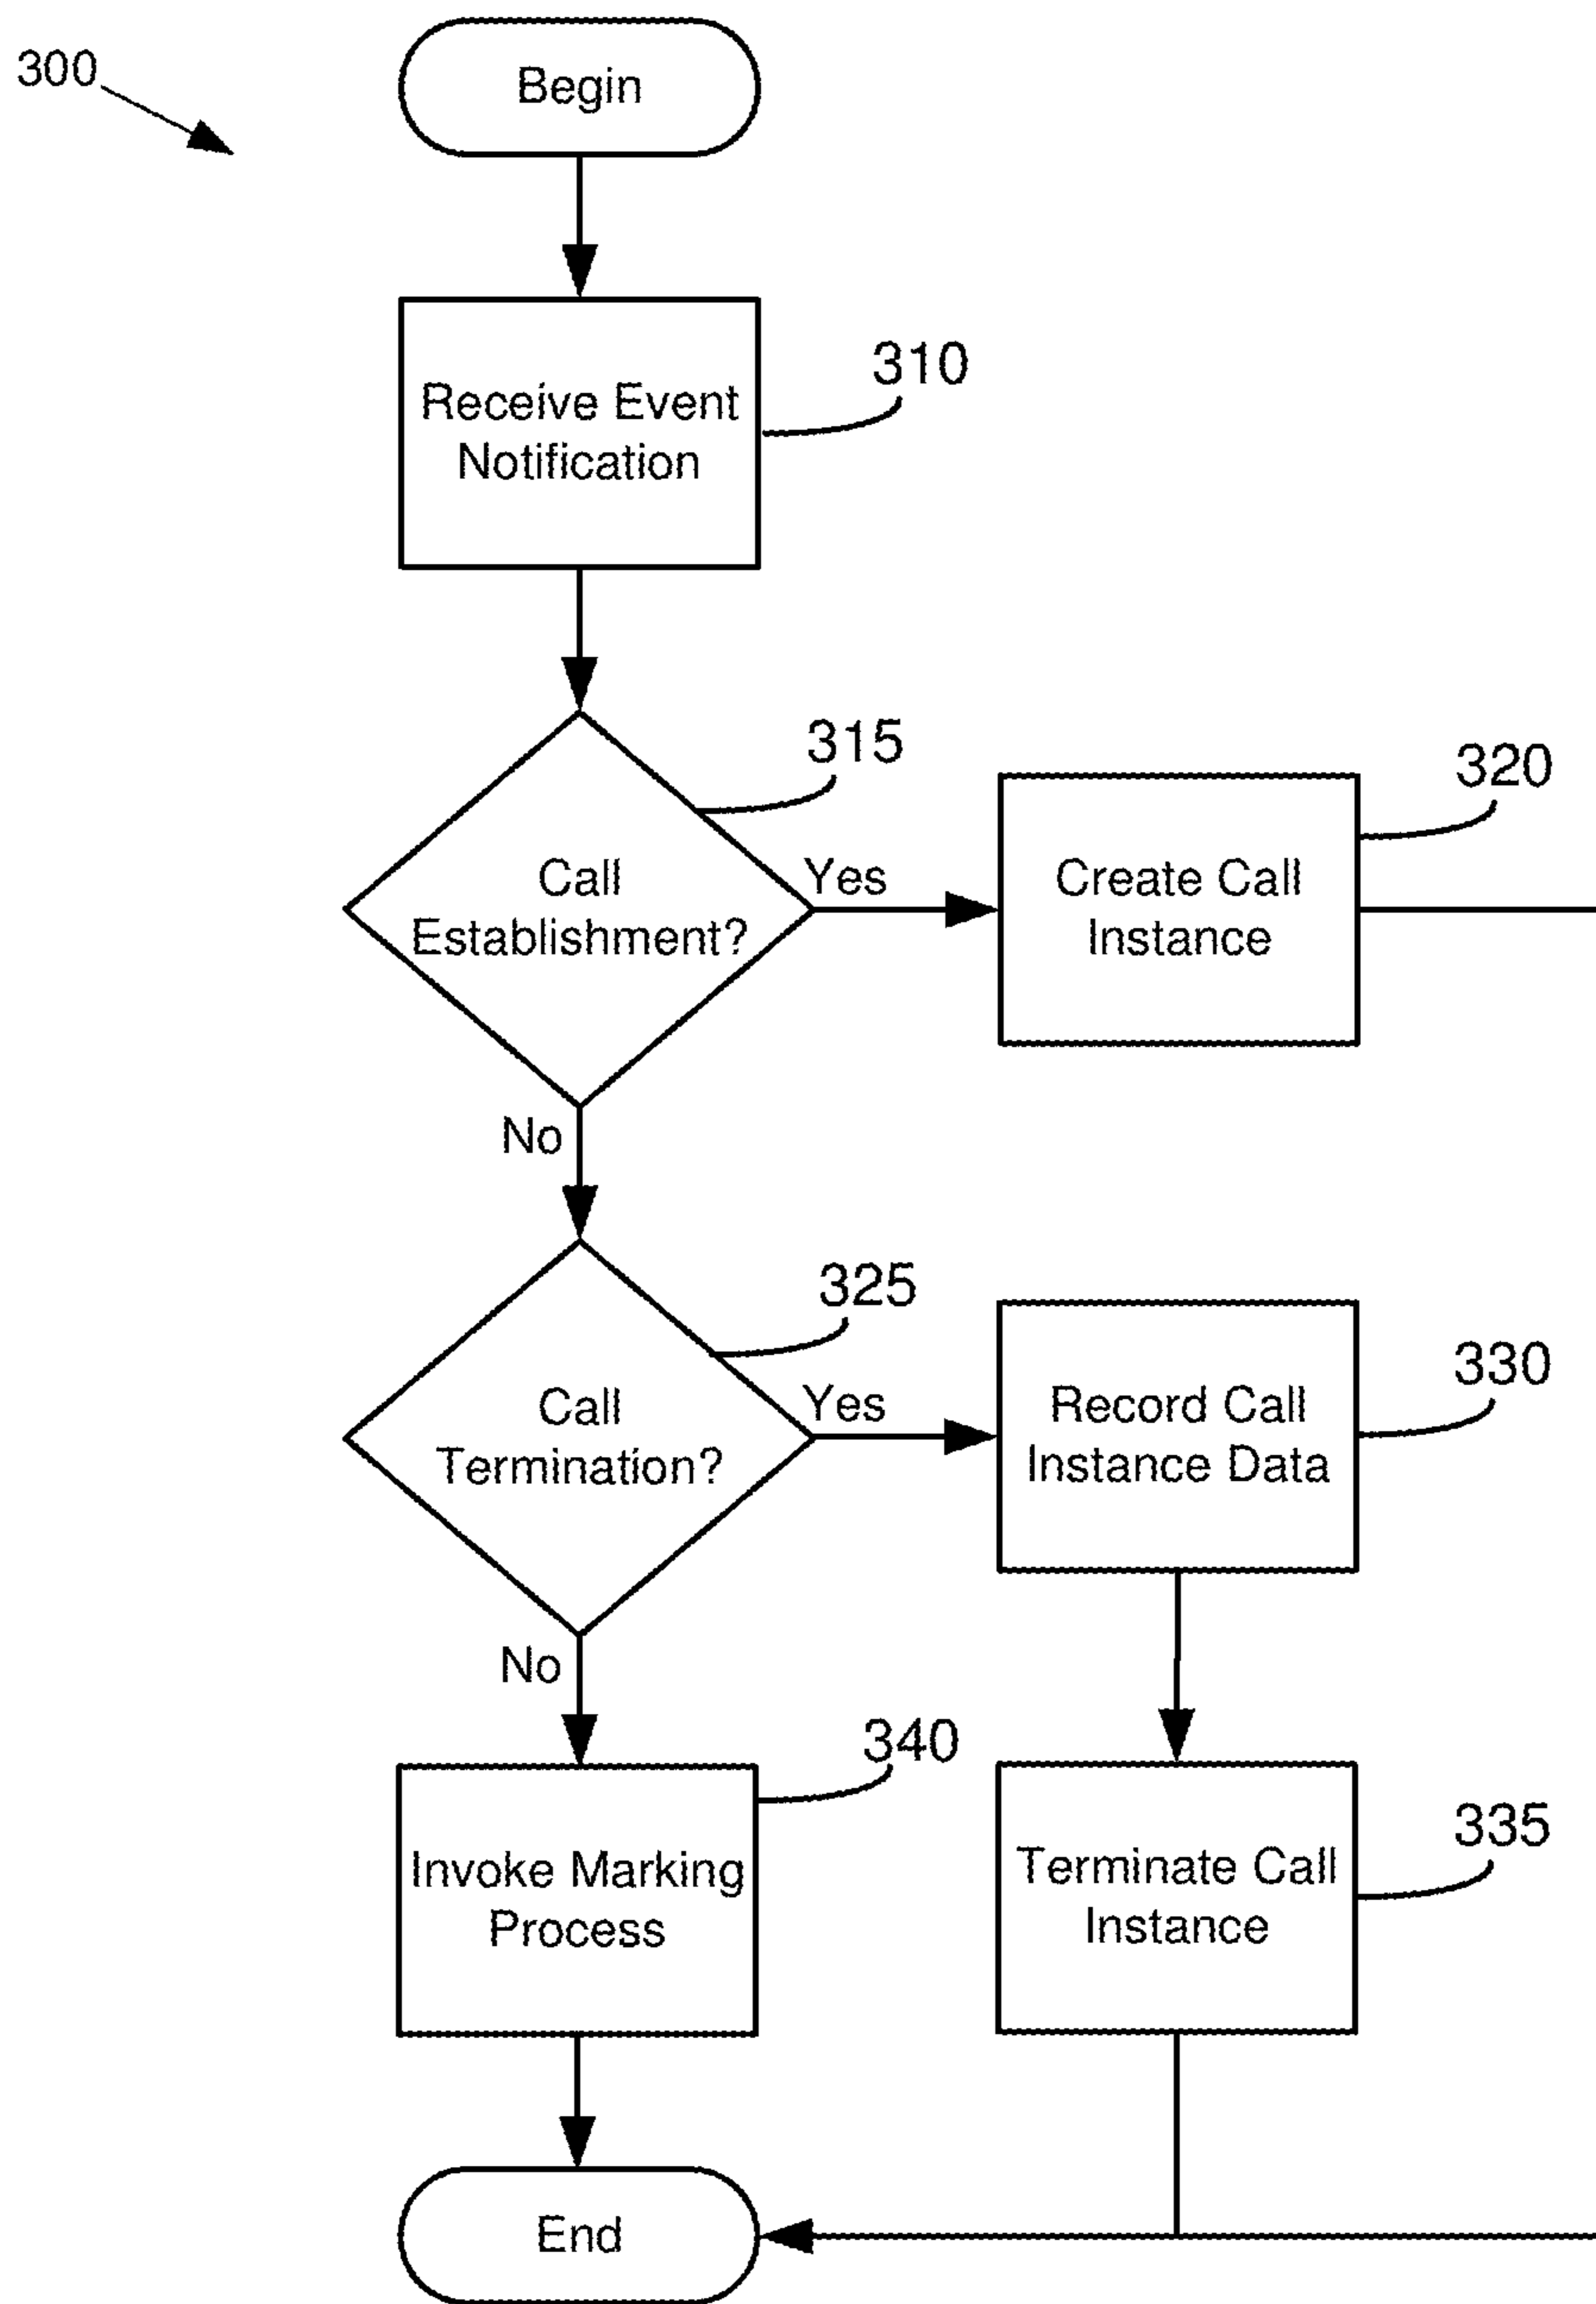 300
Begin
Receive Event
Notification
310
315
Call
Establishment?
Yes
320
Create Call
Instance
No
325
Call
Termination?
Yes
330
Record Call
Instance Data
No
340
Invoke Marking
Process
335
Terminate Call
Instance
End